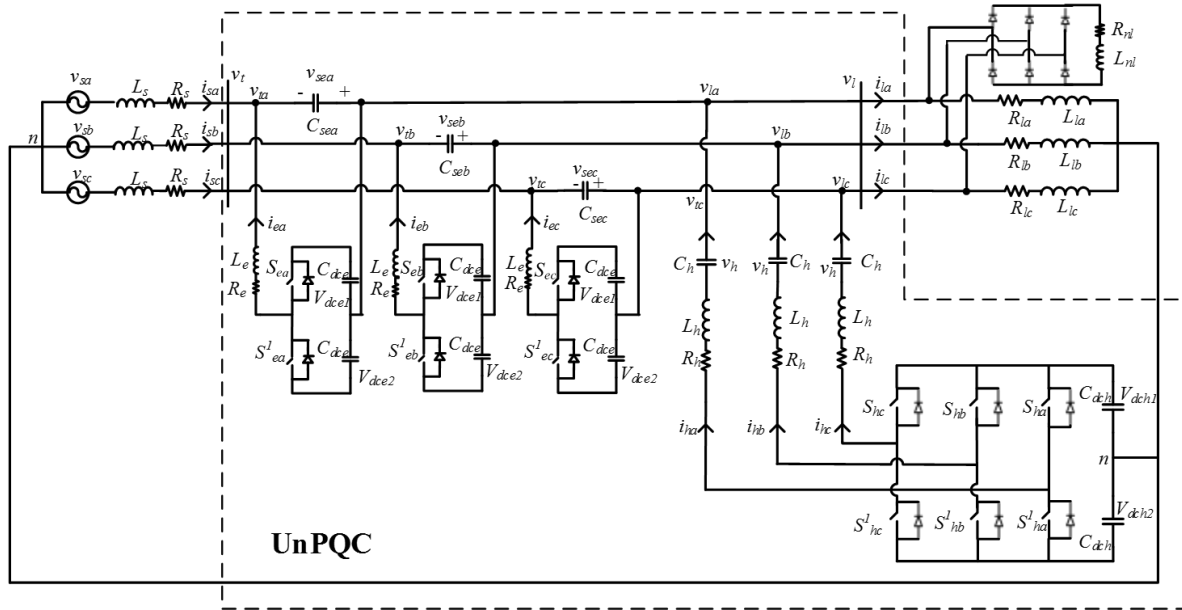 R_nl
L_nl
v_sa L_s R_s i_sa v_t v_ta v_sea - + C_sea v_la v_l i_la R_la L_la
n v_sb L_s R_s i_sb v_tb v_seb - + C_seb v_lb i_lb R_lb L_lb
v_sc L_s R_s i_sc v_tc v_sec - + C_sec v_tc v_lc i_lc R_lc L_lc
i_ea i_eb i_ec
C_h v_h v_h C_h v_h C_h
L_e S_ea C_dce L_e S_eb C_dce L_e S_ec C_dce
R_e V_dce1 R_e V_dce1 R_e V_dce1
L_h L_h L_h
S^1_ea C_dce S^1_eb C_dce S^1_ec C_dce
R_h R_h R_h
V_dce2 V_dce2 V_dce2
S_hc S_hb S_ha C_dch V_dch1
i_ha i_hb i_hc
n
S^1_hc S^1_hb S^1_ha V_dch2
C_dch
UnPQC